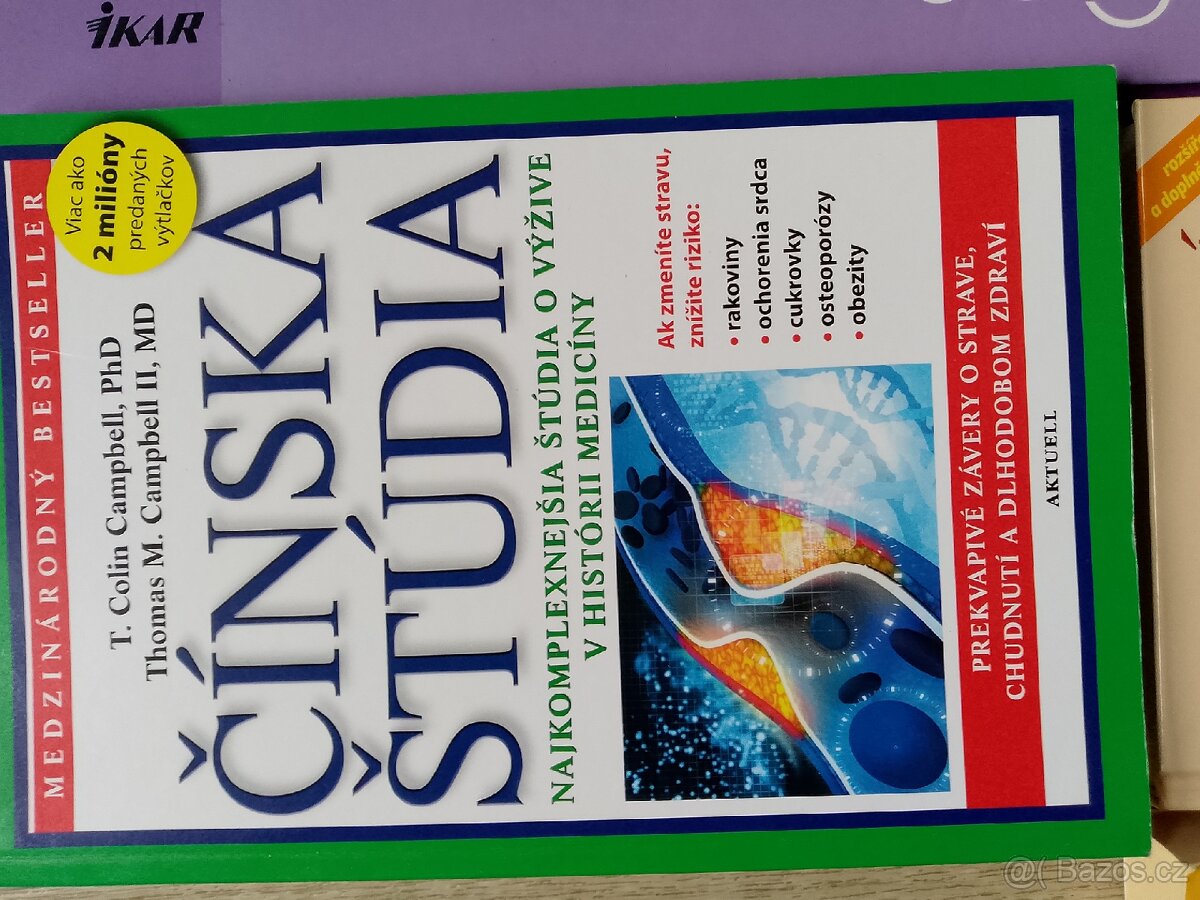 iKAR
MEDZINÁRODNÝ BESTSELLER
Viac ako
2 milióny
predaných
výtlačkov
T. Colin Campbell, PhD
Thomas M. Campbell II, MD
ČÍNSKA
ŠTÚDIA
NAJKOMPLEXNEJŠIA ŠTÚDIA O VÝŽIVE
V HISTÓRII MEDICÍNY
Ak zmeníte stravu,
znížite riziko:
• rakoviny
• ochorenia srdca
• cukrovky
• osteoporózy
• obezity
PREKVAPIVÉ ZÁVERY O STRAVE,
CHUDNUTÍ A DLHODOBOM ZDRAVÍ
AKTUELL
Bazoš.cz